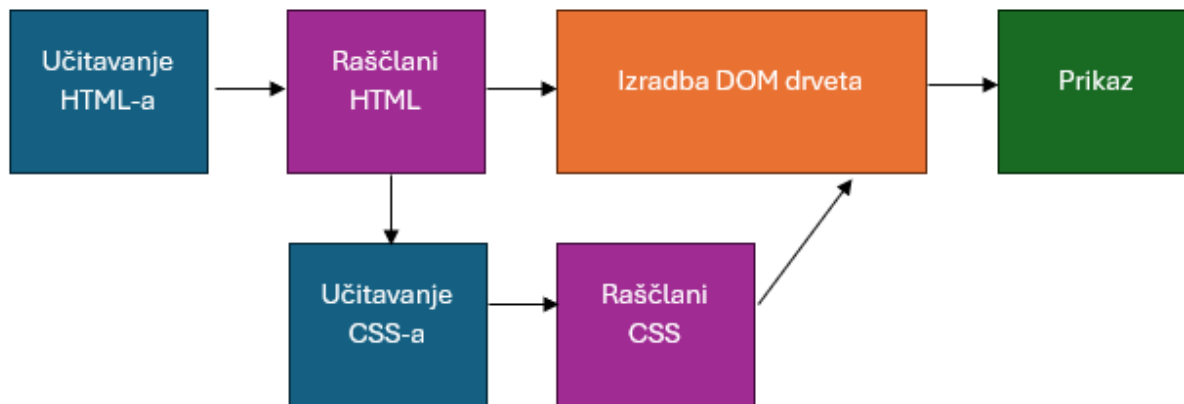 Učitavanje
HTML-a
Raščlani
HTML
Izradba DOM drveta
Prikaz
Učitavanje
CSS-a
Raščlani
CSS